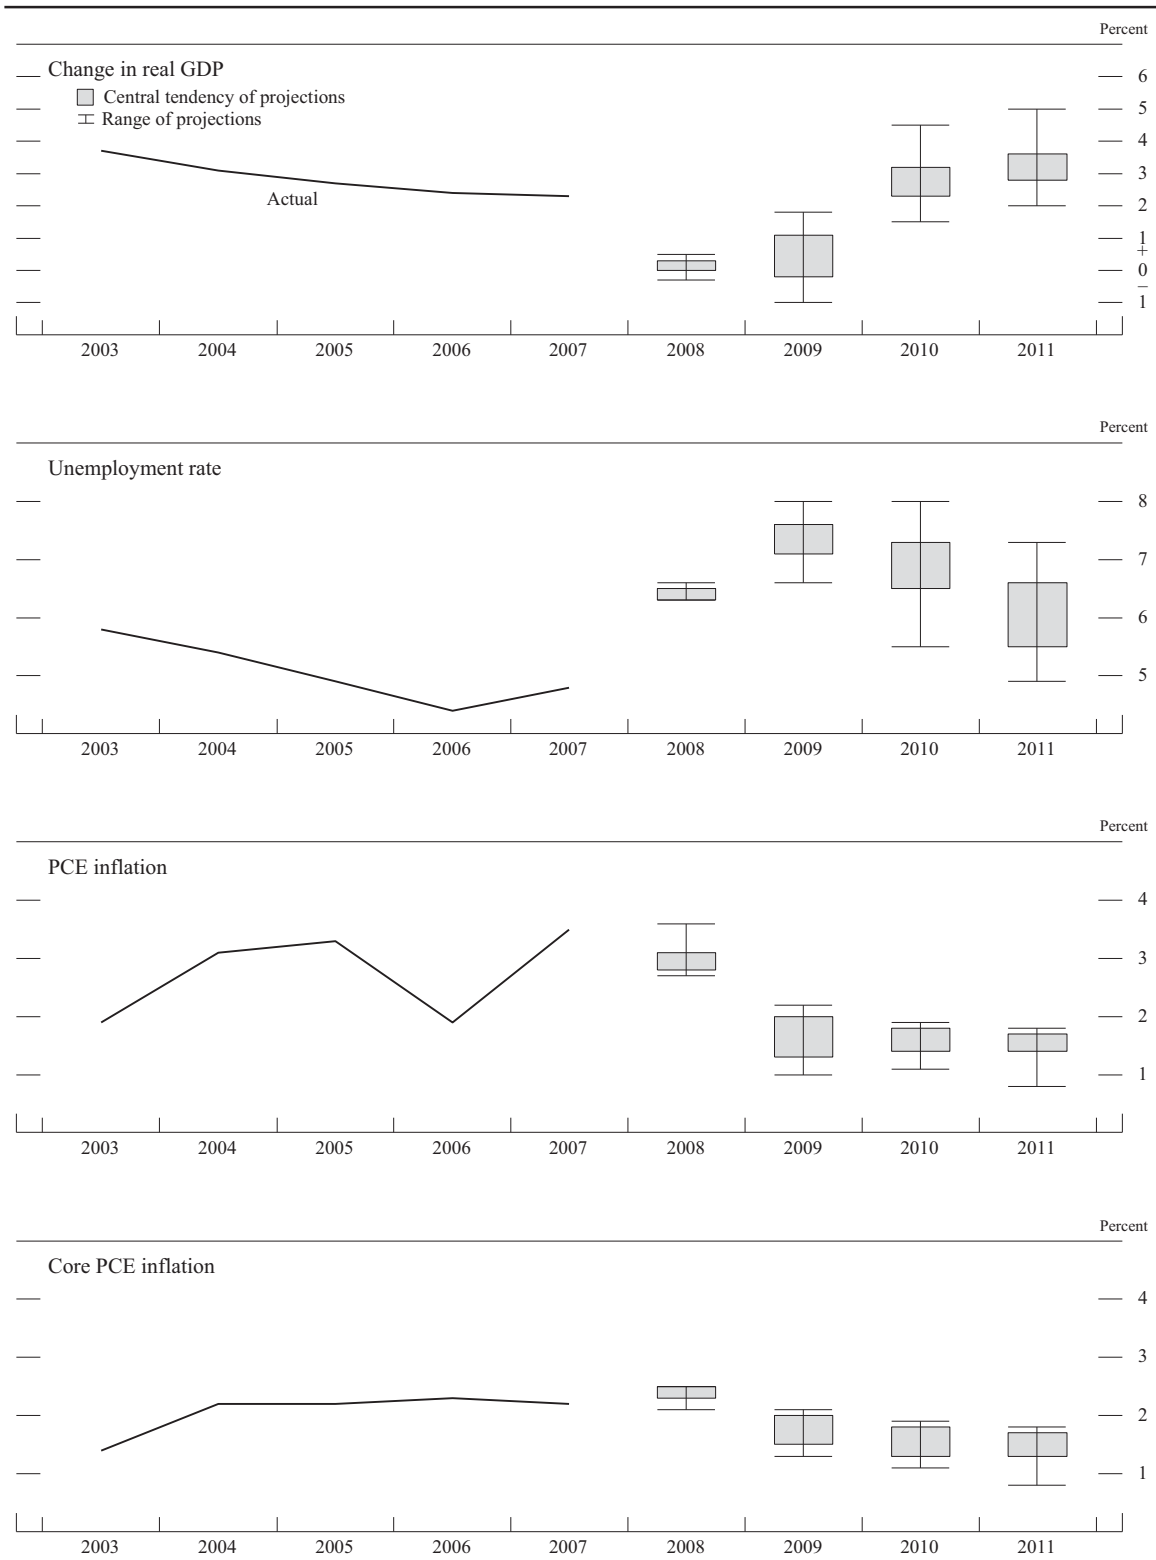 Percent
Change in real GDP
Central tendency of projections
Range of projections
Actual
6
5
4
3
2
1
+
0
–
1
2003 2004 2005 2006 2007 2008 2009 2010 2011
Percent
Unemployment rate
8
7
6
5
2003 2004 2005 2006 2007 2008 2009 2010 2011
Percent
PCE inflation
4
3
2
1
2003 2004 2005 2006 2007 2008 2009 2010 2011
Percent
Core PCE inflation
4
3
2
1
2003 2004 2005 2006 2007 2008 2009 2010 2011